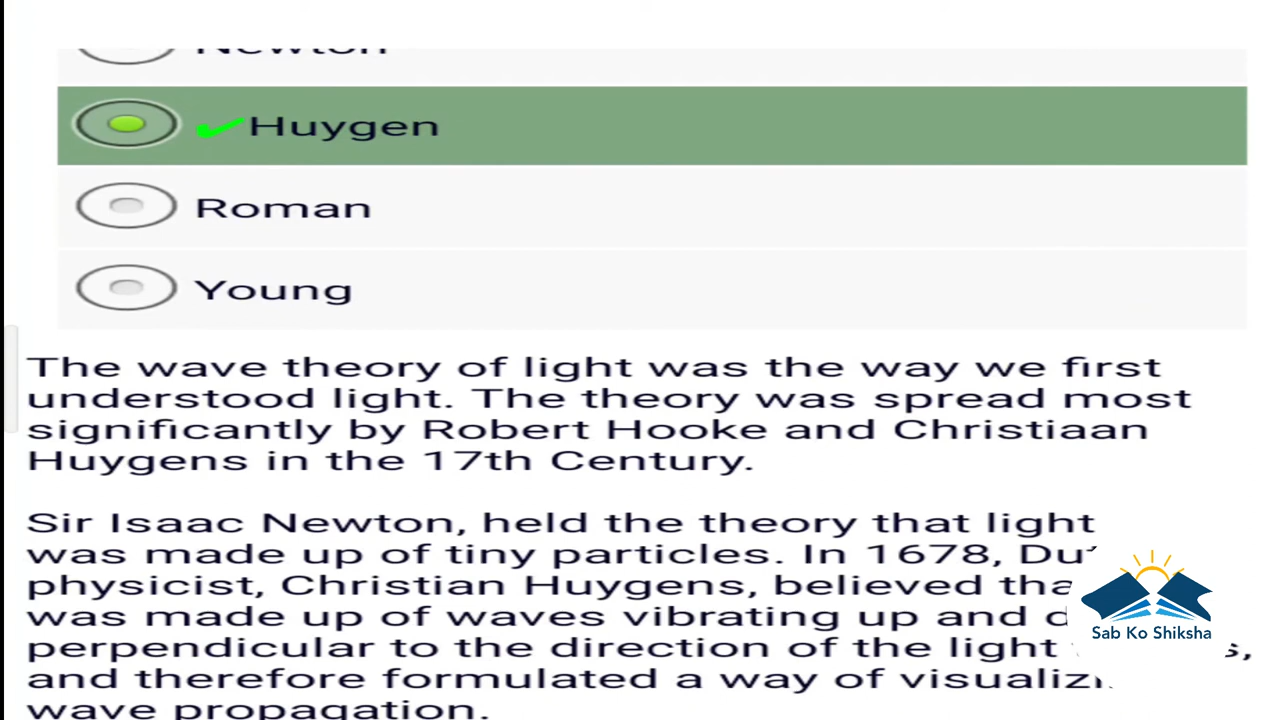 Newton
✔Huygen
Roman
Young
The wave theory of light was the way we first
understood light. The theory was spread most
significantly by Robert Hooke and Christiaan
Huygens in the 17th Century.
Sir Isaac Newton, held the theory that light
was made up of tiny particles. In 1678,
physicist, Christian Huygens, believed
was made up of waves vibrating up and
perpendicular to the direction of the light
and therefore formulated a way of
wave propagation.
Sab Ko Shiksha